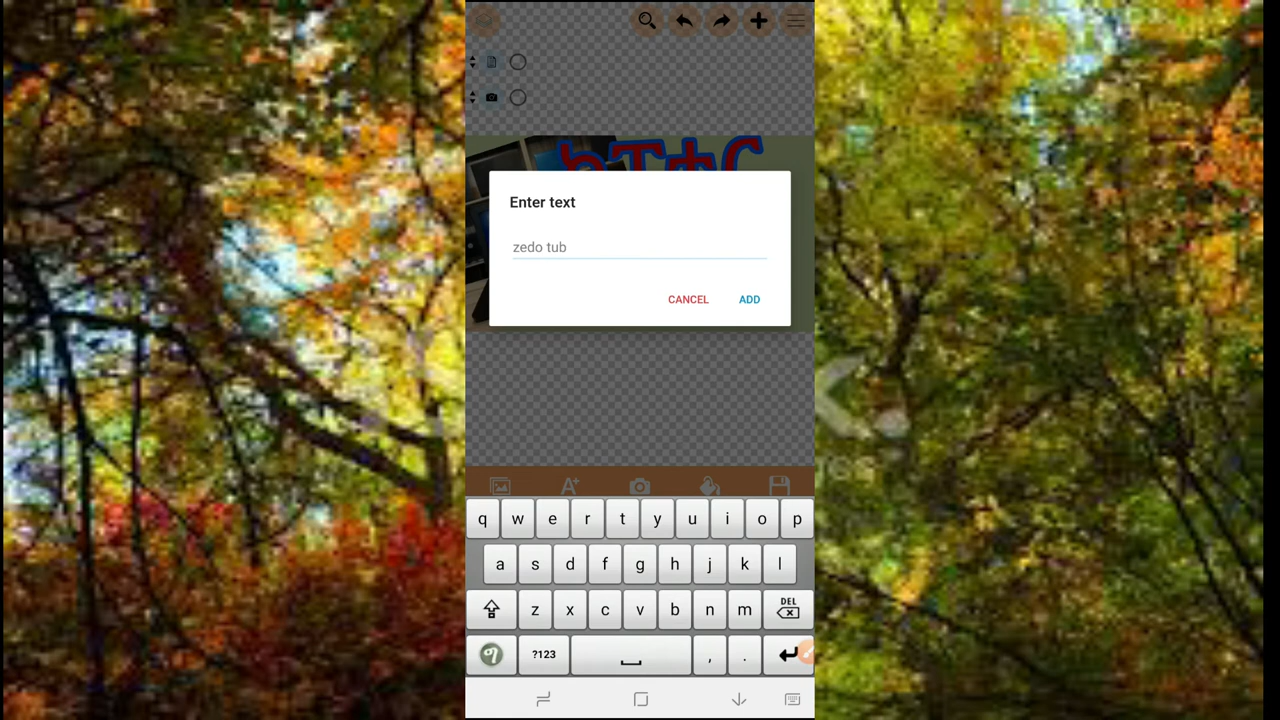 Enter text
zedo tub
CANCEL ADD
q w e r t y u i o p
a s d f g h j k l
z x c v b n m DEL
?123 , .